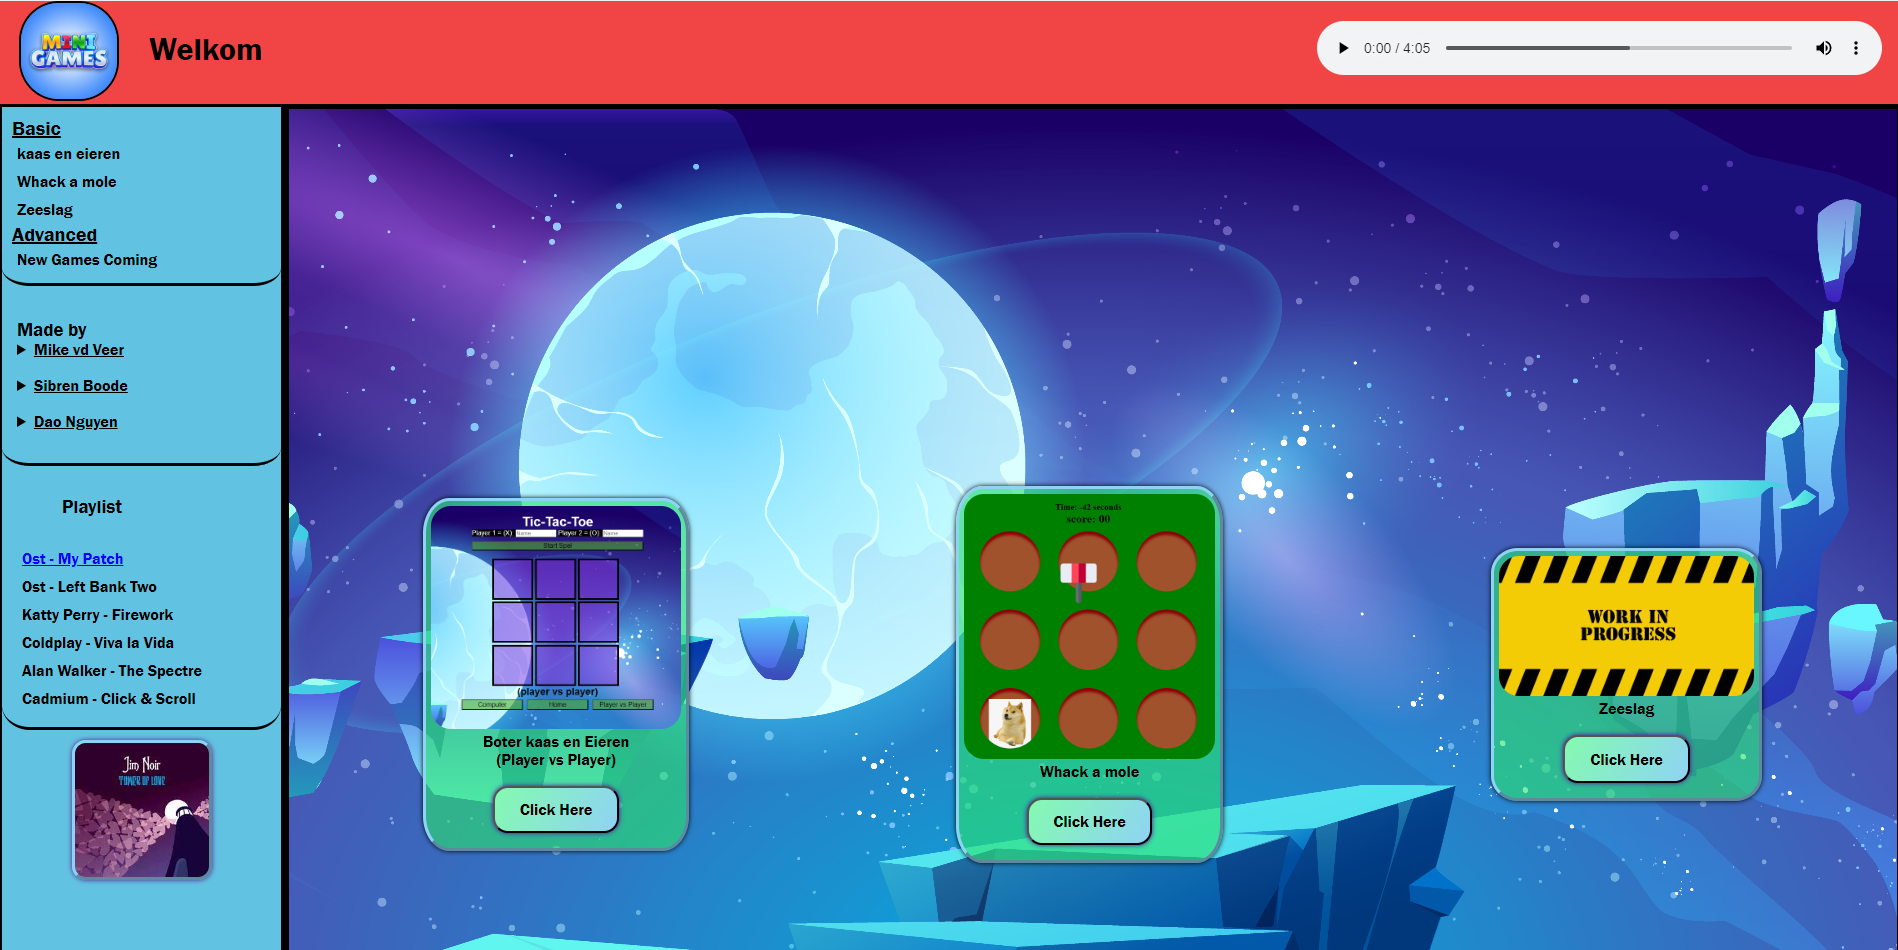 MINI
GAMES
Welkom
0:00 / 4:05
Basic
kaas en eieren
Whack a mole
Zeeslag
Advanced
New Games Coming
Made by
Mike vd Veer
Sibren Boode
Dao Nguyen
Playlist
Ost - My Patch
Ost - Left Bank Two
Katty Perry - Firework
Coldplay - Viva la Vida
Alan Walker - The Spectre
Cadmium - Click & Scroll
Jim Noir
TOWER OF LOVE
Tic-Tac-Toe
Player 1 = (X) Name Player 2 = (O) Name
Start Spel
(player vs player)
Computer Home Player vs Player
Boter kaas en Eieren
(Player vs Player)
Click Here
Time: -42 seconds
score: 00
Whack a mole
Click Here
WORK IN
PROGRESS
Zeeslag
Click Here